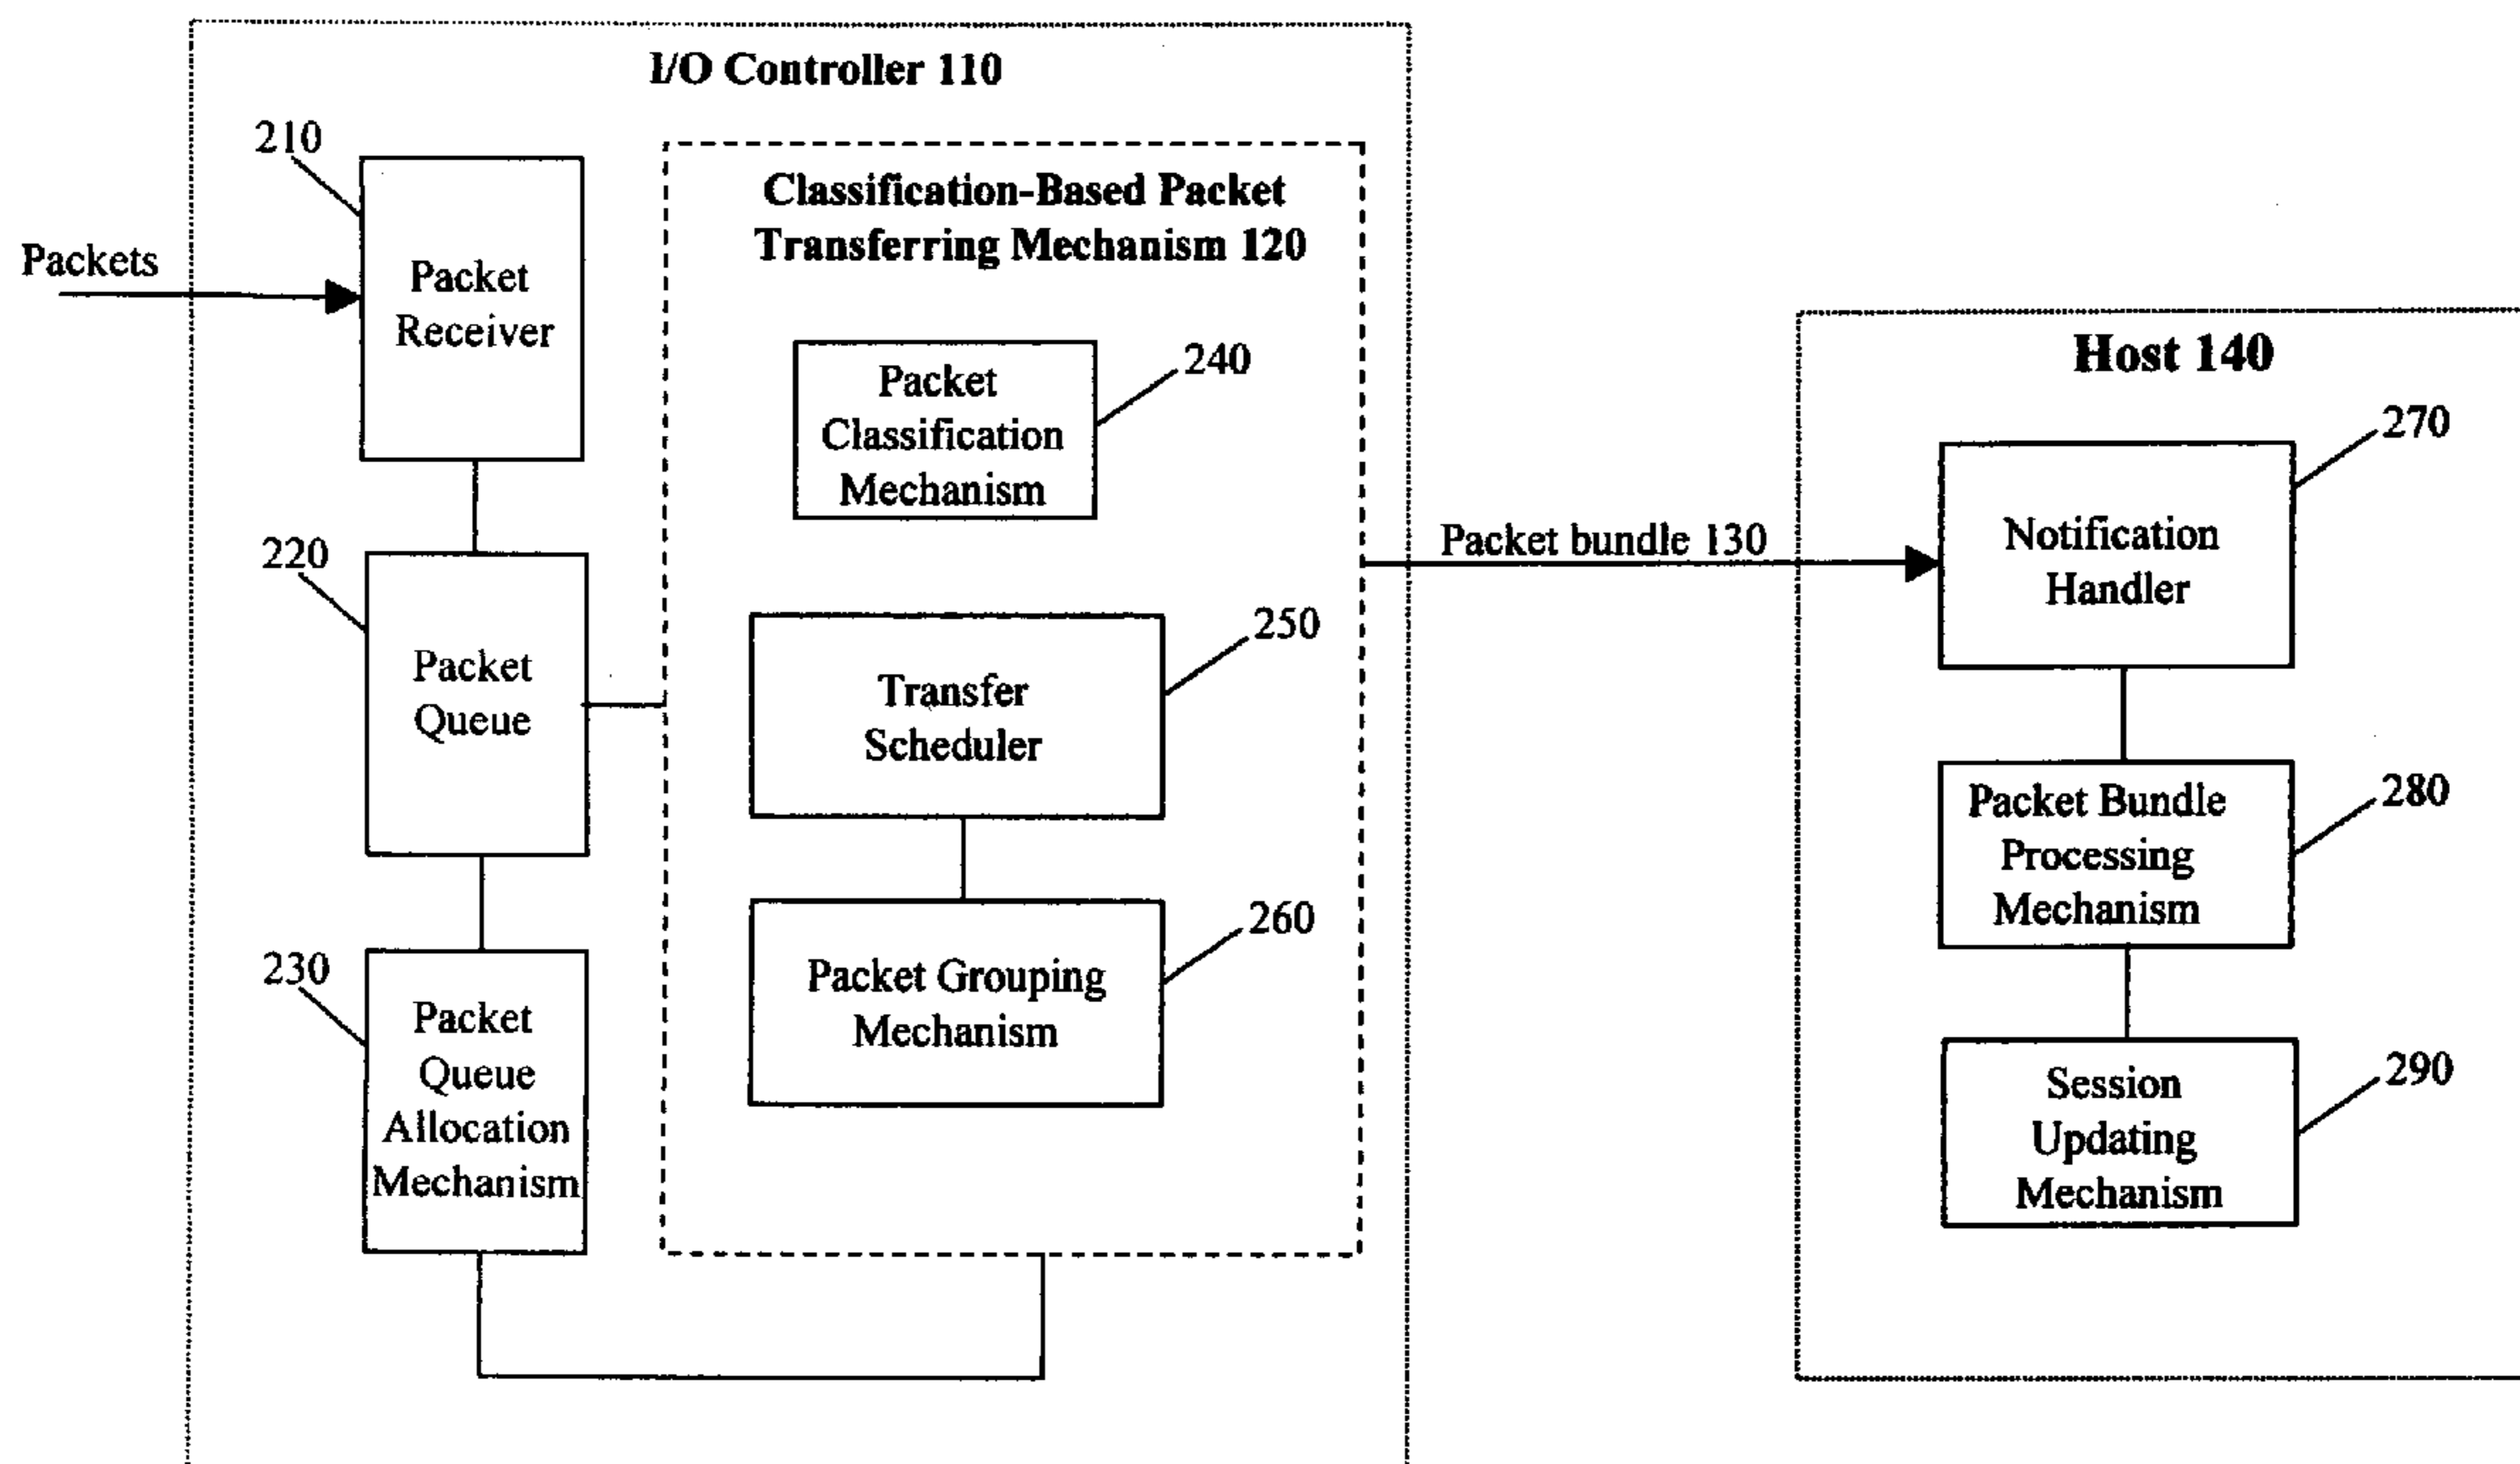 I/O Controller 110
210
Packet
Receiver
Packets
220
Packet
Queue
230
Packet
Queue
Allocation
Mechanism
Classification-Based Packet
Transferring Mechanism 120
240
Packet
Classification
Mechanism
250
Transfer
Scheduler
260
Packet Grouping
Mechanism
Packet bundle 130
Host 140
270
Notification
Handler
280
Packet Bundle
Processing
Mechanism
290
Session
Updating
Mechanism